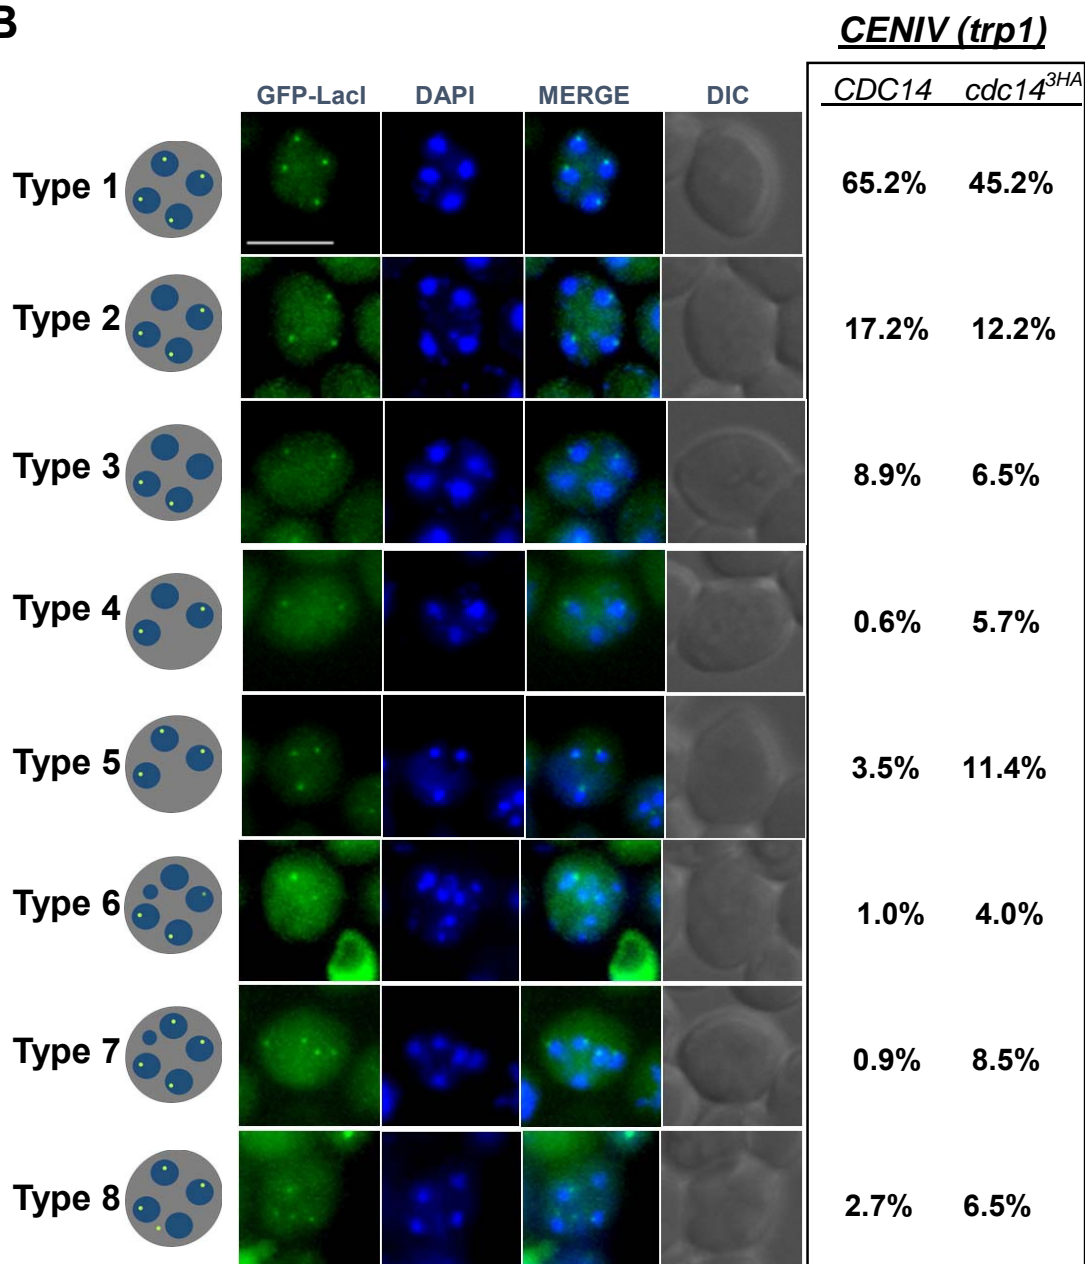 B
CENIV (trp1)
GFP-LacI DAPI MERGE DIC CDC14 cdc14^3HA
Type 1 65.2% 45.2%
Type 2 17.2% 12.2%
Type 3 8.9% 6.5%
Type 4 0.6% 5.7%
Type 5 3.5% 11.4%
Type 6 1.0% 4.0%
Type 7 0.9% 8.5%
Type 8 2.7% 6.5%